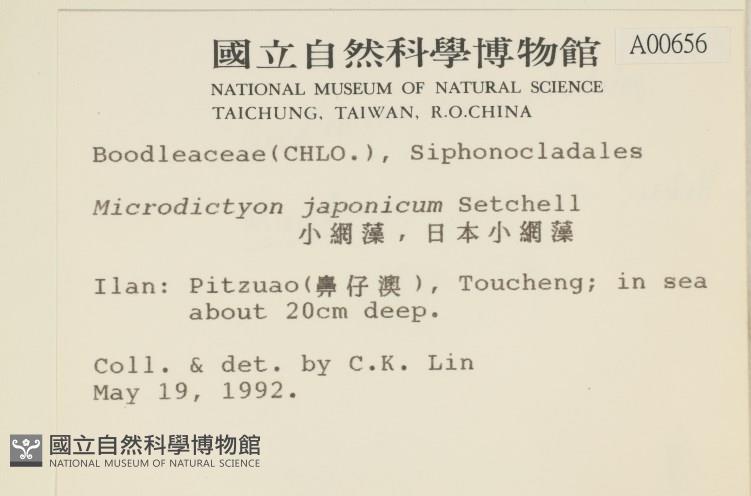 國立自然科學博物館
A00656
NATIONAL MUSEUM OF NATURAL SCIENCE
TAICHUNG, TAIWAN, R.O.CHINA
Boodleaceae(CHLO.), Siphonocladales
Microdictyon japonicum Setchell
小網藻,日本小網藻
Ilan: Pitzuao(鼻仔澳), Toucheng; in sea
about 20cm deep.
Coll. & det. by C.K. Lin
May 19, 1992.
國立自然科學博物館
NATIONAL MUSEUM OF NATURAL SCIENCE